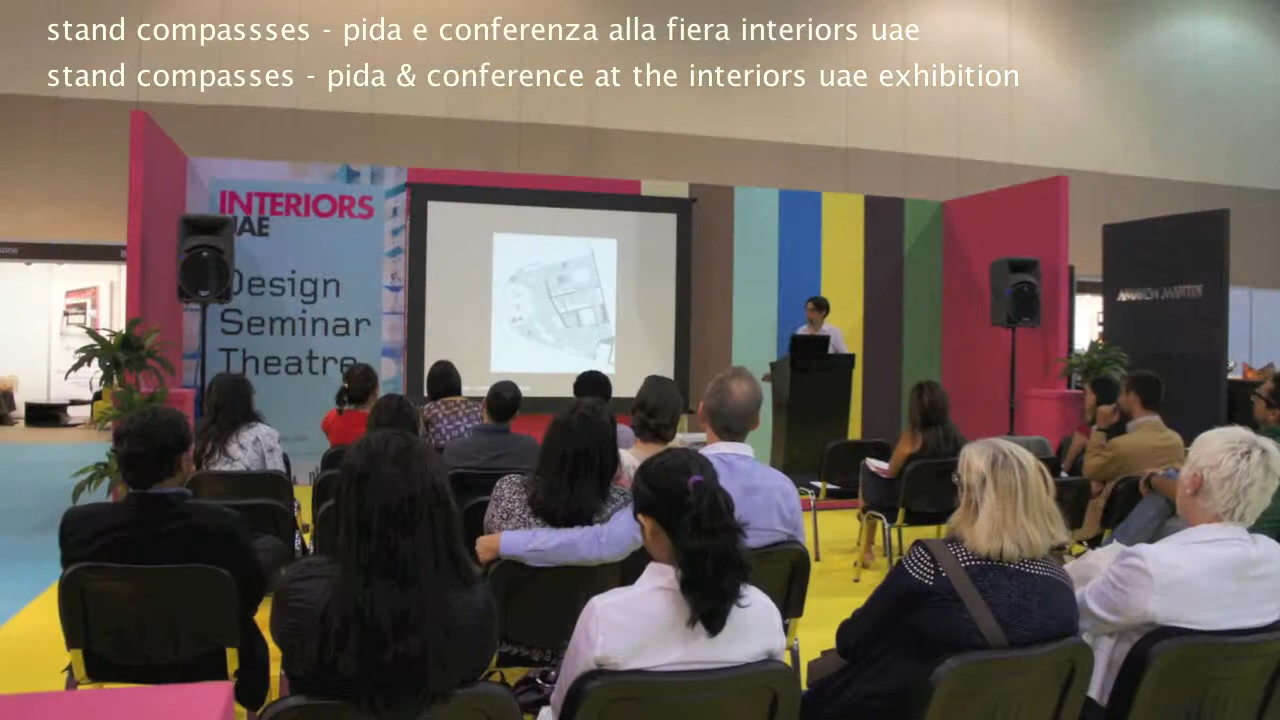 stand compassses - pida e conferenza alla fiera interiors uae
stand compasses - pida & conference at the interiors uae exhibition
INTERIORS
UAE
Design
Seminar
Theatre